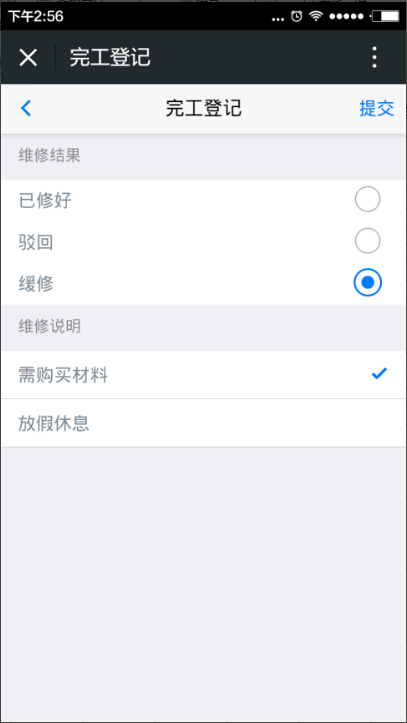 下午2:56
完工登记
完工登记
提交
维修结果
已修好
驳回
缓修
维修说明
需购买材料
放假休息